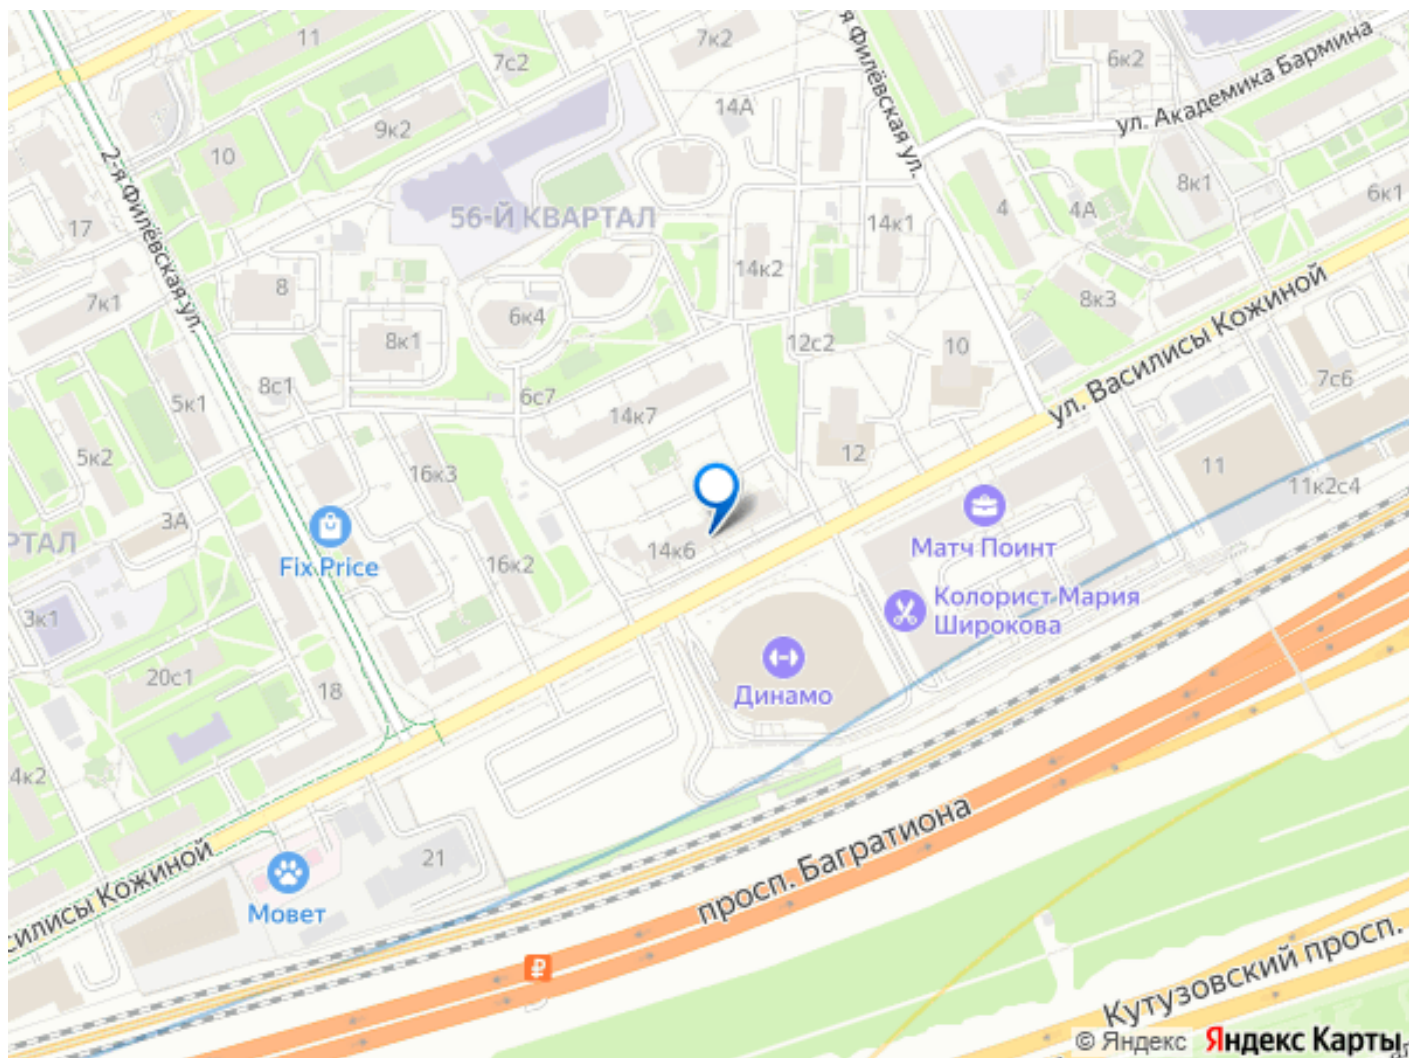 11
7к2
7с2
6к2
ул. Академика Бармина
14А
9к2
10
2-я Филёвская ул.
я Филёвская ул.
8к1
6к1
4
4А
17
56-Й КВАРТАЛ
14к1
14к2
8
7к1
6к4
8к1
8к3
ул. Василисы Кожиной
12с2
10
7с6
8с1
6с7
5к1
14к7
5к2
16к3
12
11
11к2с4
3А
РТАЛ
Fix Price
16к2
14к6
Матч Поинт
Колорист Мария
Широкова
3к1
20с1
18
Динамо
4к2
21
силисы Кожиной
Мовет
просп. Багратиона
₽
Кутузовский просп.
© Яндекс Яндекс Карты